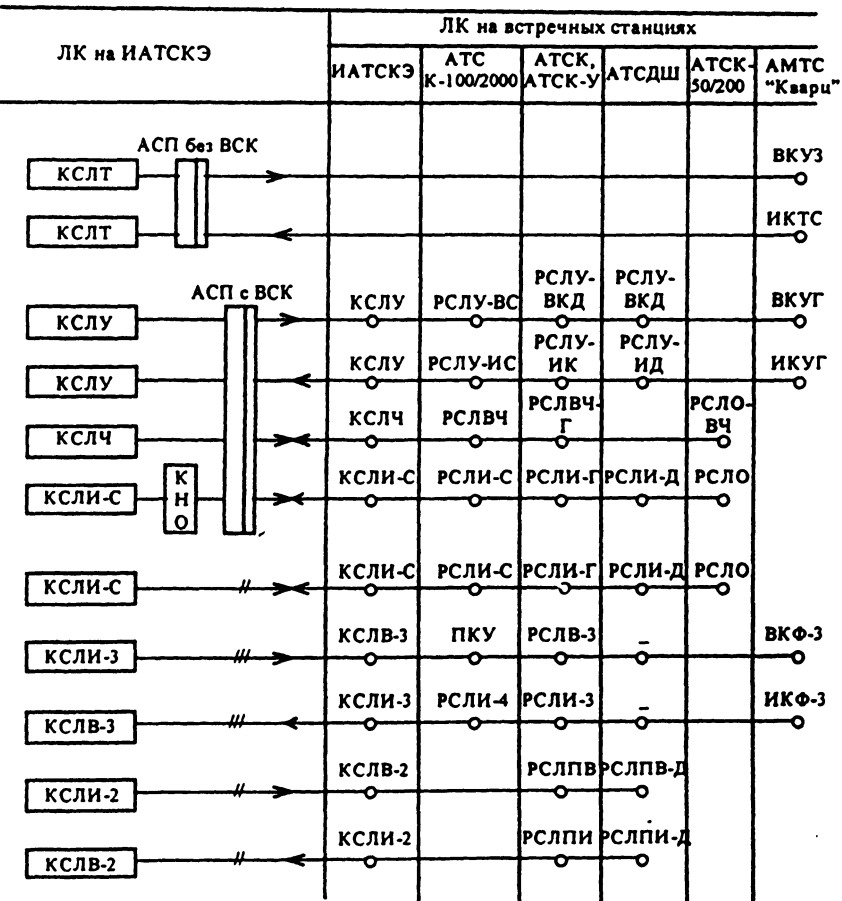 ЛК на ИАТСКЭ
ЛК на встречных станциях
ИАТСКЭ
АТС
К-100/2000
АТСК,
АТСК-У
АТСДШ
АТСК-
50/200
АМТС
"Кварц"
АСП без ВСК
КСЛТ
ВКУЗ
КСЛТ
ИКТС
АСП с ВСК
КСЛУ
КСЛУ
РСЛУ-ВС
РСЛУ-
ВКД
РСЛУ-
ВКД
ВКУГ
КСЛУ
КСЛУ
РСЛУ-ИС
РСЛУ-
ИК
РСЛУ-
ИД
ИКУГ
КСЛЧ
КСЛЧ
РСЛВЧ
РСЛВЧ-
Г
РСЛО-
ВЧ
КСЛИ-С
К
Н
О
КСЛИ-С
РСЛИ-С
РСЛИ-Г
РСЛИ-Д
РСЛО
КСЛИ-С
КСЛИ-С
РСЛИ-С
РСЛИ-Г
РСЛИ-Д
РСЛО
КСЛИ-3
КСЛВ-3
ПКУ
РСЛВ-3
–
ВКФ-3
КСЛВ-3
КСЛИ-3
РСЛИ-4
РСЛИ-3
–
ИКФ-3
КСЛИ-2
КСЛВ-2
РСЛПВ
РСЛПВ-Д
КСЛВ-2
КСЛИ-2
РСЛПИ
РСЛПИ-Д